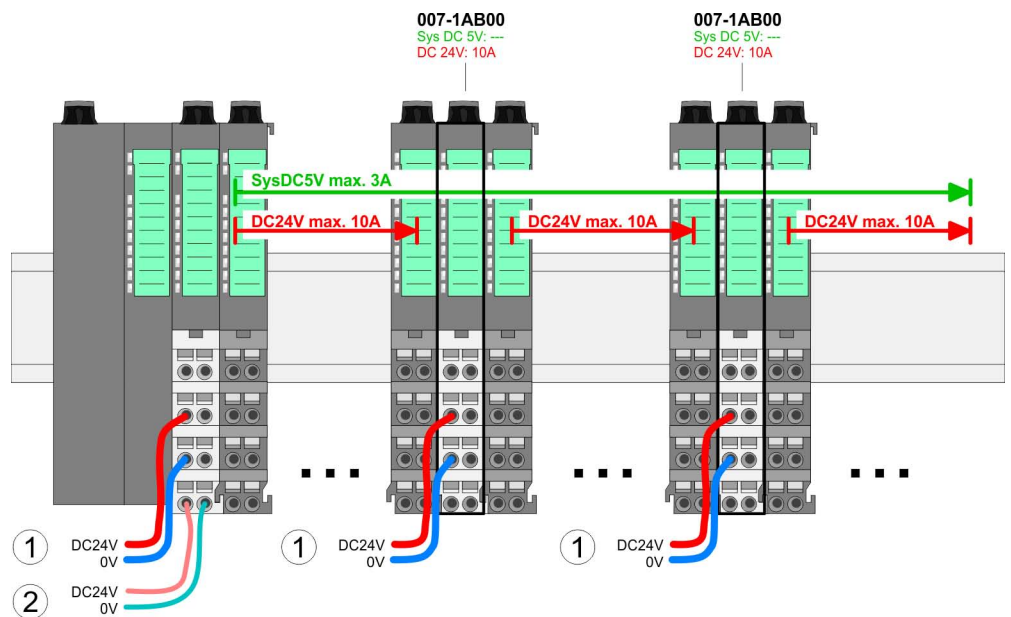 007-1AB00
Sys DC 5V: ---
DC 24V: 10A
007-1AB00
Sys DC 5V: ---
DC 24V: 10A
SysDC5V max. 3A
DC24V max. 10A
DC24V max. 10A
DC24V max. 10A
1
DC24V
0V
1
DC24V
0V
1
DC24V
0V
2
DC24V
0V